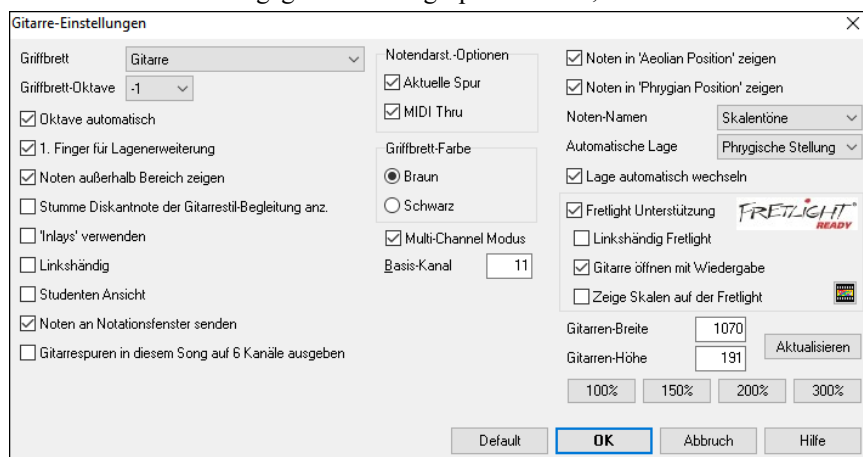 Gitarre-Einstellungen
Griffbrett
Gitarre
Griffbrett-Oktave
-1
Oktave automatisch
1. Finger für Lagenerweiterung
Noten außerhalb Bereich zeigen
Stumme Diskantnote der Gitarrestil-Begleitung anz.
'Inlays' verwenden
Linkshändig
Studenten Ansicht
Noten an Notationsfenster senden
Gitarrespuren in diesem Song auf 6 Kanäle ausgeben
Notendarst.-Optionen
Aktuelle Spur
MIDI Thru
Griffbrett-Farbe
Braun
Schwarz
Multi-Channel Modus
Basis-Kanal
11
Noten in 'Aeolian Position' zeigen
Noten in 'Phrygian Position' zeigen
Noten-Namen
Skalentöne
Automatische Lage
Phrygische Stellung
Lage automatisch wechseln
Fretlight Unterstützung
FRETLIGHT
READY
Linkshändig Fretlight
Gitarre öffnen mit Wiedergabe
Zeige Skalen auf der Fretlight
Gitarren-Breite
1070
Gitarren-Höhe
191
Aktualisieren
100% 150% 200% 300%
Default OK Abbruch Hilfe